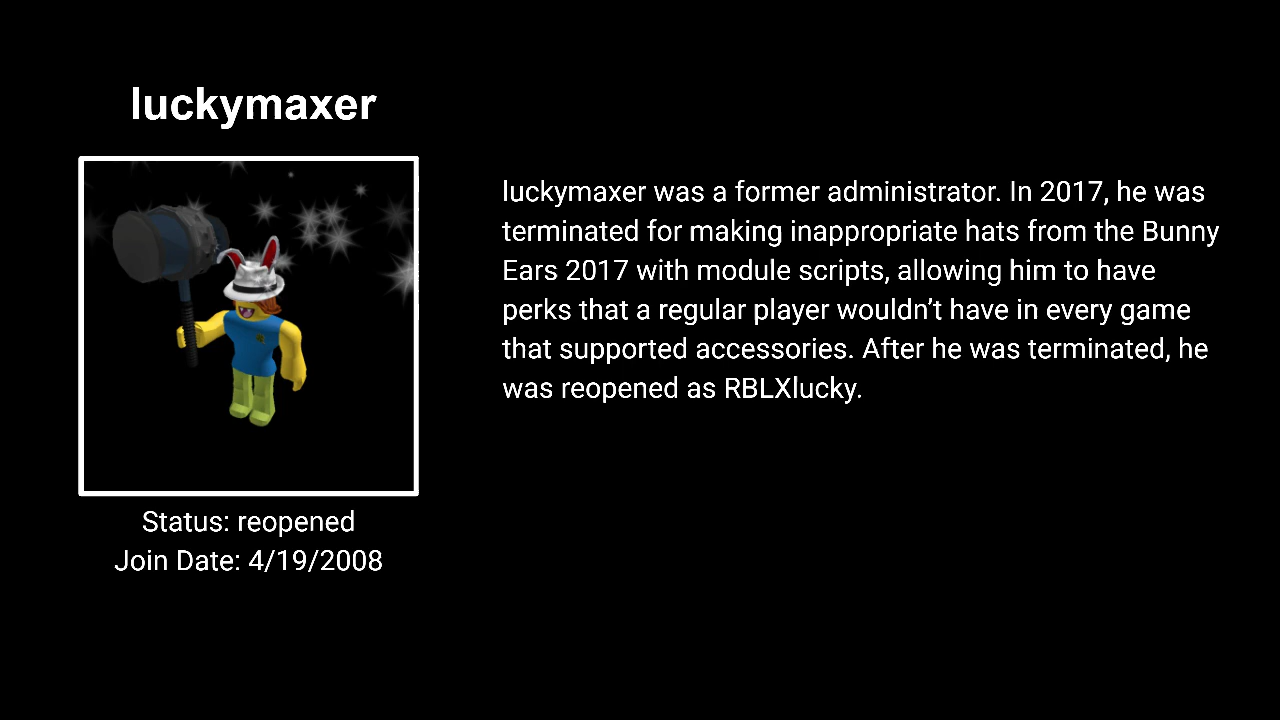 luckymaxer
luckymaxer was a former administrator. In 2017, he was
terminated for making inappropriate hats from the Bunny
Ears 2017 with module scripts, allowing him to have
perks that a regular player wouldn’t have in every game
that supported accessories. After he was terminated, he
was reopened as RBLXlucky.
Status: reopened
Join Date: 4/19/2008